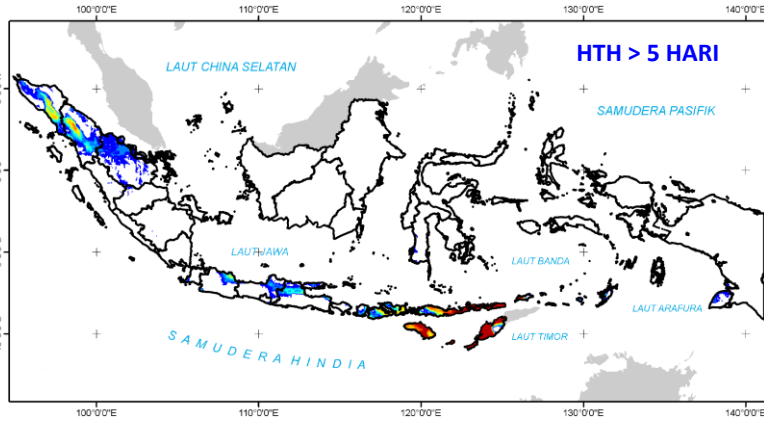 100°0'0"E 110°0'0"E 120°0'0"E 130°0'0"E 140°0'0"E
HTH > 5 HARI
LAUT CHINA SELATAN
SAMUDERA PASIFIK
LAUT JAWA
LAUT BANDA
LAUT ARAFURA
LAUT TIMOR
SAMUDERA HINDIA
100°0'0"E 110°0'0"E 120°0'0"E 130°0'0"E 140°0'0"E